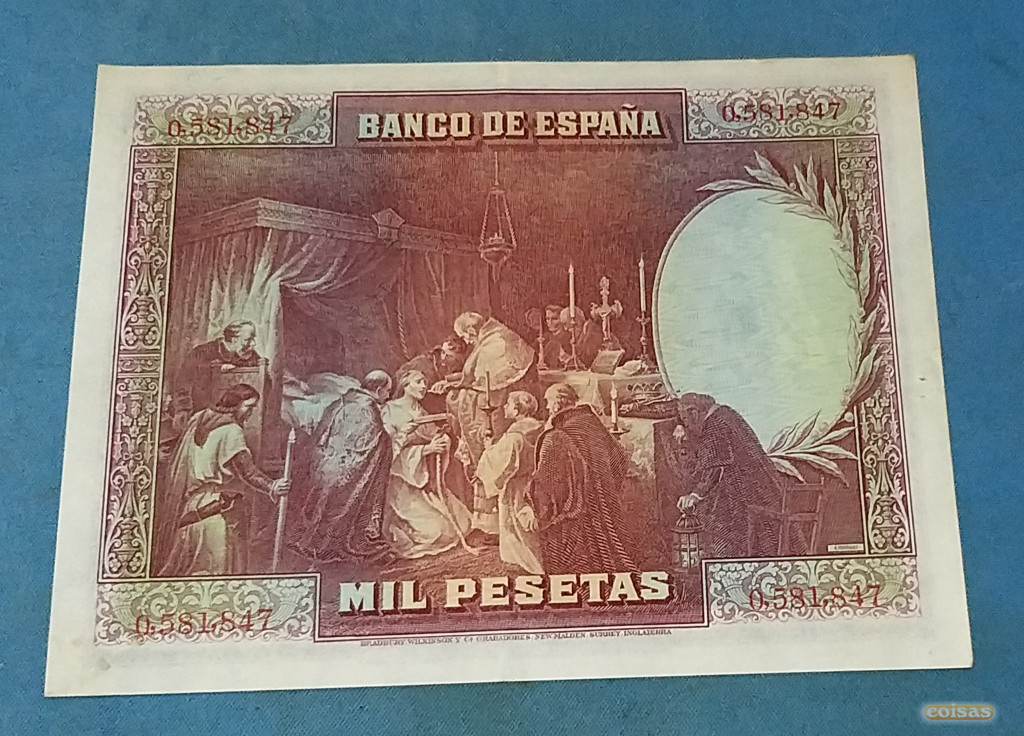 0,581,847
BANCO DE ESPAÑA
0,581,847
MIL PESETAS
0,581,847
0,581,847
BRADBURY, WILKINSON Y Cª GRABADORES, NEW MALDEN, SURREY, INGLATERRA
coisas